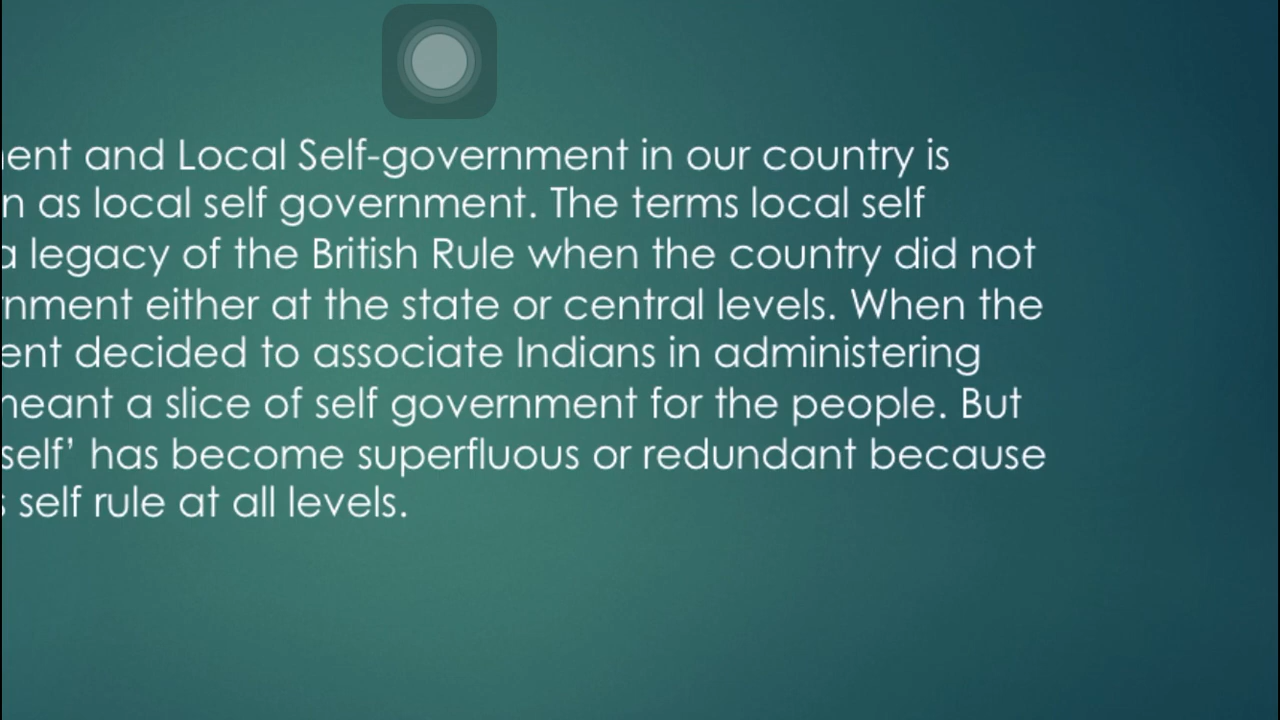 ent and Local Self-government in our country is
n as local self government. The terms local self
a legacy of the British Rule when the country did not
nment either at the state or central levels. When the
ent decided to associate Indians in administering
meant a slice of self government for the people. But
self’ has become superfluous or redundant because
s self rule at all levels.